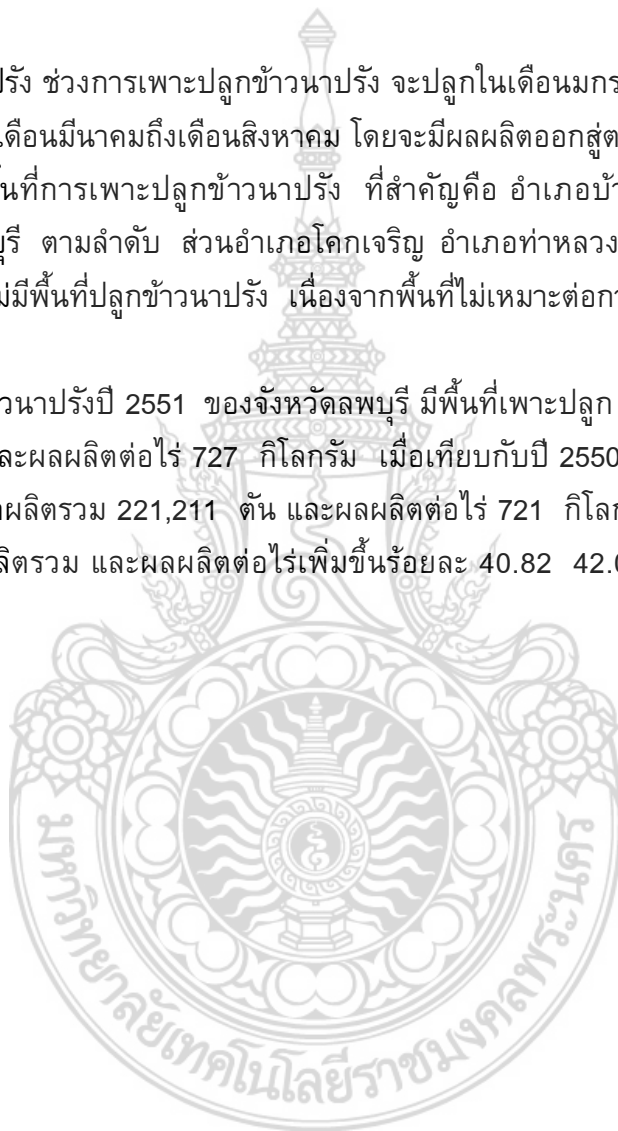 ปรัง ช่วงการเพาะปลูกข้าวนาปรัง จะปลูกในเดือนมกร
เดือนมีนาคมถึงเดือนสิงหาคม โดยจะมีผลผลิตออกสู่ต
นที่การเพาะปลูกข้าวนาปรัง ที่สำคัญคือ อำเภอบ้า
บุรี ตามลำดับ ส่วนอำเภอโคกเจริญ อำเภอท่าหลวง
ม่มีพื้นที่ปลูกข้าวนาปรัง เนื่องจากพื้นที่ไม่เหมาะต่อกา
วนาปรังปี 2551 ของจังหวัดลพบุรี มีพื้นที่เพาะปลูก
ละผลผลิตต่อไร่ 727 กิโลกรัม เมื่อเทียบกับปี 2550
ผลิตรวม 221,211 ตัน และผลผลิตต่อไร่ 721 กิโลก
ลิตรวม และผลผลิตต่อไร่เพิ่มขึ้นร้อยละ 40.82 42.0
มหาวิทยาลัยเทคโนโลยีราชมงคลพระนคร